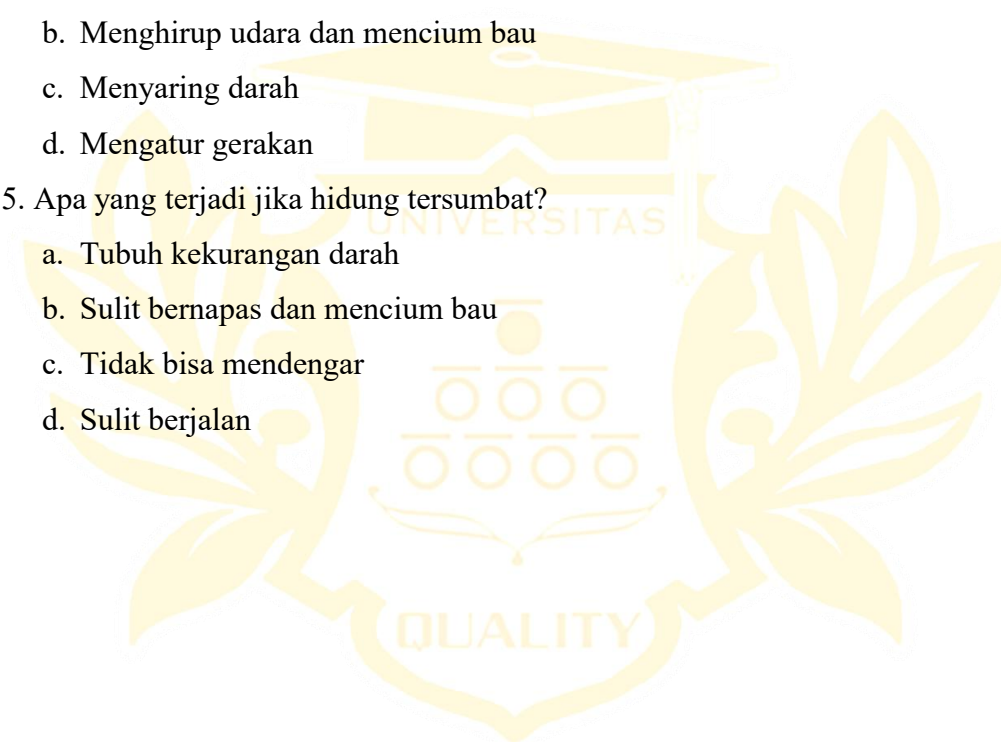 b. Menghirup udara dan mencium bau
c. Menyaring darah
d. Mengatur gerakan
5. Apa yang terjadi jika hidung tersumbat?
UNIVERSITAS
a. Tubuh kekurangan darah
b. Sulit bernapas dan mencium bau
c. Tidak bisa mendengar
d. Sulit berjalan
QUALITY